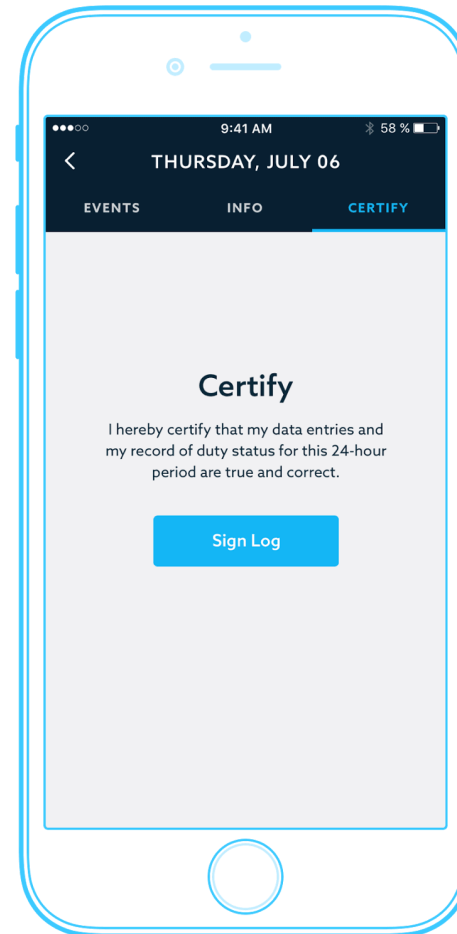 9:41 AM 58 %
THURSDAY, JULY 06
EVENTS INFO CERTIFY
Certify
I hereby certify that my data entries and
my record of duty status for this 24-hour
period are true and correct.
Sign Log